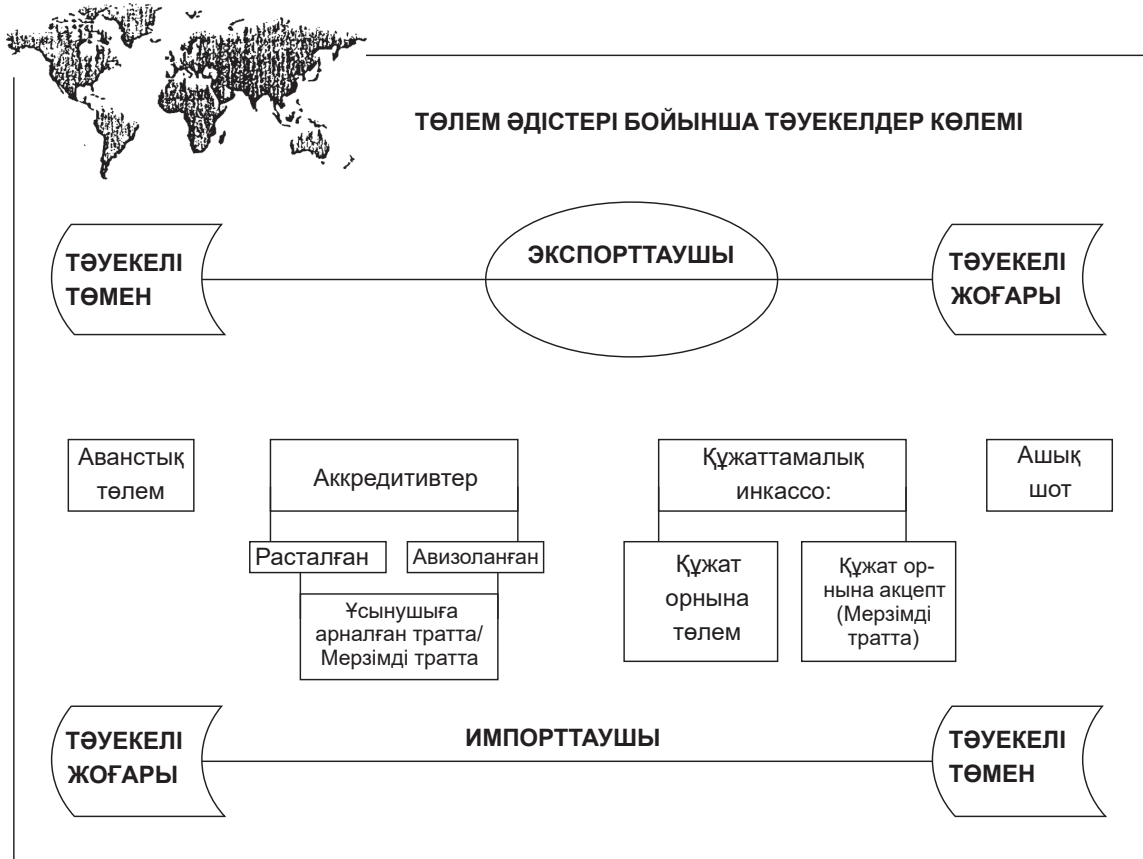 ТӨЛЕМ ӘДІСТЕРІ БОЙЫНША ТӘУЕКЕЛДЕР КӨЛЕМІ
ТӘУЕКЕЛІ
ТӨМЕН
ЭКСПОРТТАУШЫ
ТӘУЕКЕЛІ
ЖОҒАРЫ
Аванстық
төлем
Аккредитивтер
Құжаттамалық
инкассо:
Ашық
шот
Расталған
Авизоланған
Ұсынушыға
арналған тратта/
Мерзімді тратта
Құжат
орнына
төлем
Құжат ор-
нына акцепт
(Мерзімді
тратта)
ТӘУЕКЕЛІ
ЖОҒАРЫ
ИМПОРТТАУШЫ
ТӘУЕКЕЛІ
ТӨМЕН